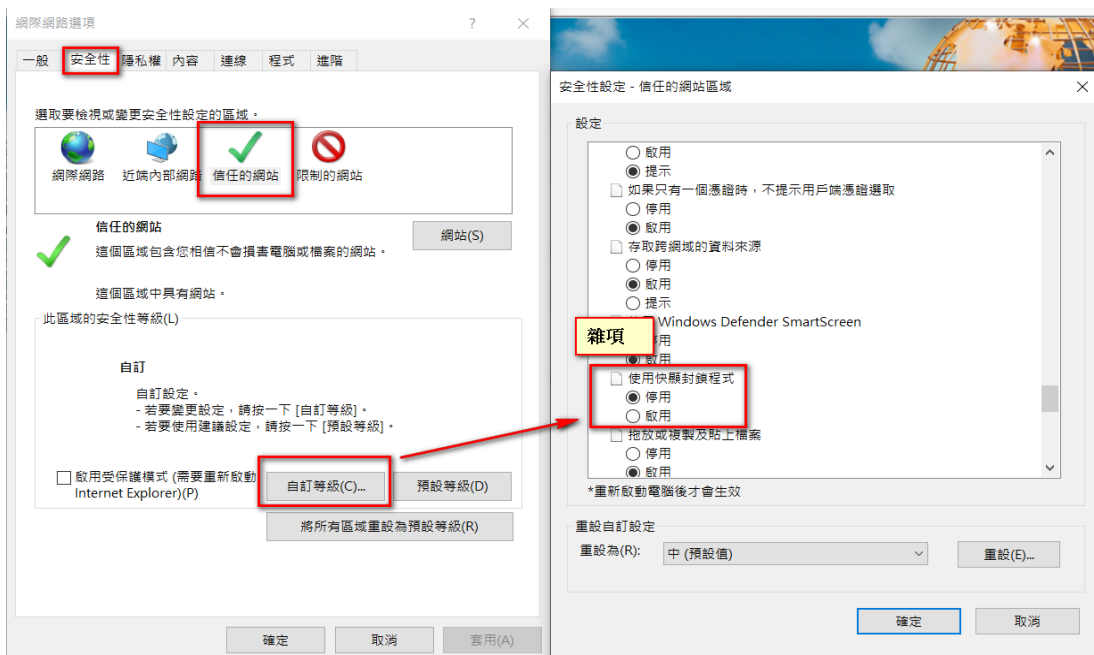 網際網路選項
一般 安全性 隱私權 內容 連線 程式 進階
選取要檢視或變更安全性設定的區域。
網際網路 近端內部網路 信任的網站 限制的網站
信任的網站
這個區域包含您相信不會損害電腦或檔案的網站。
網站(S)
這個區域中具有網站。
此區域的安全性等級(L)
自訂
自訂設定。
- 若要變更設定，請按一下 [自訂等級]。
- 若要使用建議設定，請按一下 [預設等級]。
啟用受保護模式 (需要重新啟動
Internet Explorer)(P)
自訂等級(C)... 預設等級(D)
將所有區域重設為預設等級(R)
確定 取消 套用(A)
安全性設定 - 信任的網站區域
設定
啟用
提示
如果只有一個憑證時，不提示用戶端憑證選取
停用
啟用
存取跨網域的資料來源
停用
啟用
提示
Windows Defender SmartScreen
雜項
用
啟用
使用快顯封鎖程式
停用
啟用
拖放或複製及貼上檔案
停用
啟用
*重新啟動電腦後才會生效
重設自訂設定
重設為(R): 中 (預設值) 重設(E)...
確定 取消